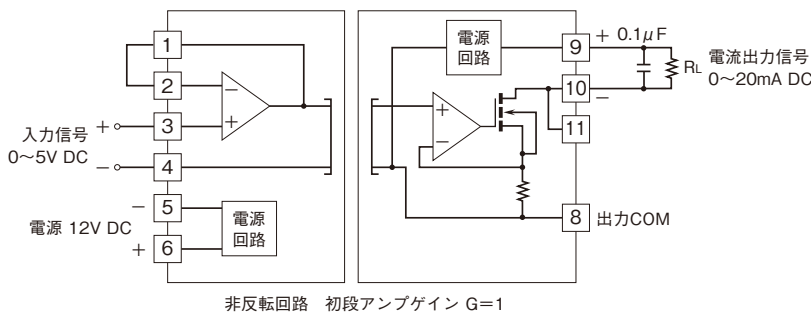 1
2
3
4
5
6
入力信号
0～5V DC
+
−
電源 12V DC
−
+
−
+
電源
回路
電源
回路
+
−
9
10
11
8
+ 0.1μF
−
RL
電流出力信号
0～20mA DC
出力COM
非反転回路 初段アンプゲイン G＝1